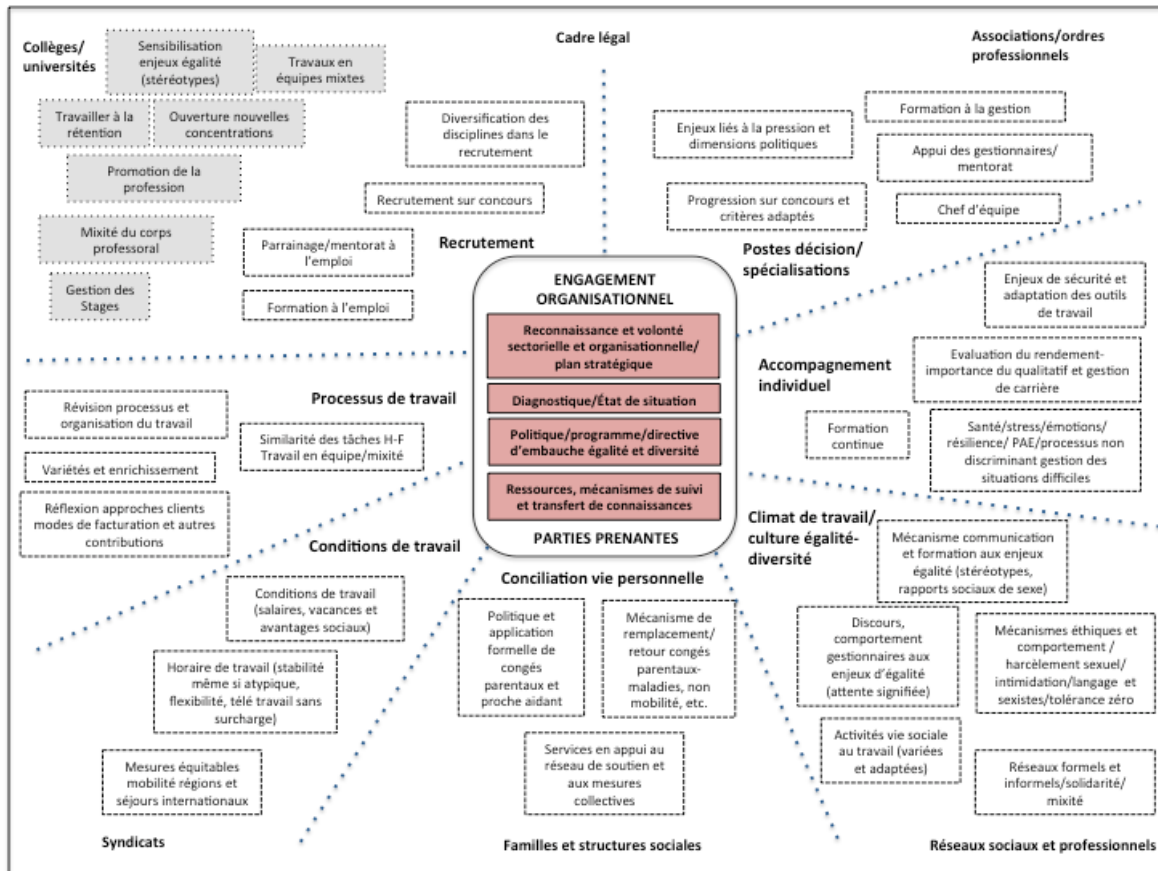 Collèges/
universités
Sensibilisation
enjeux égalité
(stéréotypes)
Travaux en
équipes mixtes
Travailler à la
rétention
Ouverture nouvelles
concentrations
Promotion de la
profession
Mixité du corps
professoral
Gestion des
Stages
Cadre légal
Diversification des
disciplines dans le
recrutement
Recrutement sur concours
Parrainage/mentorat à
l'emploi
Formation à l'emploi
Recrutement
Associations/ordres
professionnels
Enjeux liés à la pression et
dimensions politiques
Formation à la gestion
Appui des gestionnaires/
mentorat
Progression sur concours et
critères adaptés
Chef d'équipe
Postes décision/
spécialisations
ENGAGEMENT
ORGANISATIONNEL
Reconnaissance et volonté
sectorielle et organisationnelle/
plan stratégique
Diagnostique/État de situation
Politique/programme/directive
d'embauche égalité et diversité
Ressources, mécanismes de suivi
et transfert de connaissances
PARTIES PRENANTES
Enjeux de sécurité et
adaptation des outils
de travail
Accompagnement
individuel
Evaluation du rendement-
importance du qualitatif et gestion
de carrière
Formation
continue
Santé/stress/émotions/
résilience/ PAE/processus non
discriminant gestion des
situations difficiles
Processus de travail
Révision processus et
organisation du travail
Similarité des tâches H-F
Travail en équipe/mixité
Variétés et enrichissement
Réflexion approches clients
modes de facturation et autres
contributions
Conditions de travail
Conditions de travail
(salaires, vacances et
avantages sociaux)
Horaire de travail (stabilité
même si atypique,
flexibilité, télé travail sans
surcharge)
Mesures équitables
mobilité régions et
séjours internationaux
Syndicats
Conciliation vie personnelle
Politique et
application
formelle de
congés
parentaux et
proche aidant
Mécanisme de
remplacement/
retour congés
parentaux-
maladies, non
mobilité, etc.
Services en appui au
réseau de soutien et
aux mesures
collectives
Familles et structures sociales
Climat de travail/
culture égalité-
diversité
Mécanisme communication
et formation aux enjeux
égalité (stéréotypes,
rapports sociaux de sexe)
Discours,
comportement
gestionnaires aux
enjeux d'égalité
(attente signifiée)
Mécanismes éthiques et
comportement /
harcèlement sexuel/
intimidation/langage et
sexistes/tolérance zéro
Activités vie sociale
au travail (variées
et adaptées)
Réseaux formels et
informels/solidarité/
mixité
Réseaux sociaux et professionnels